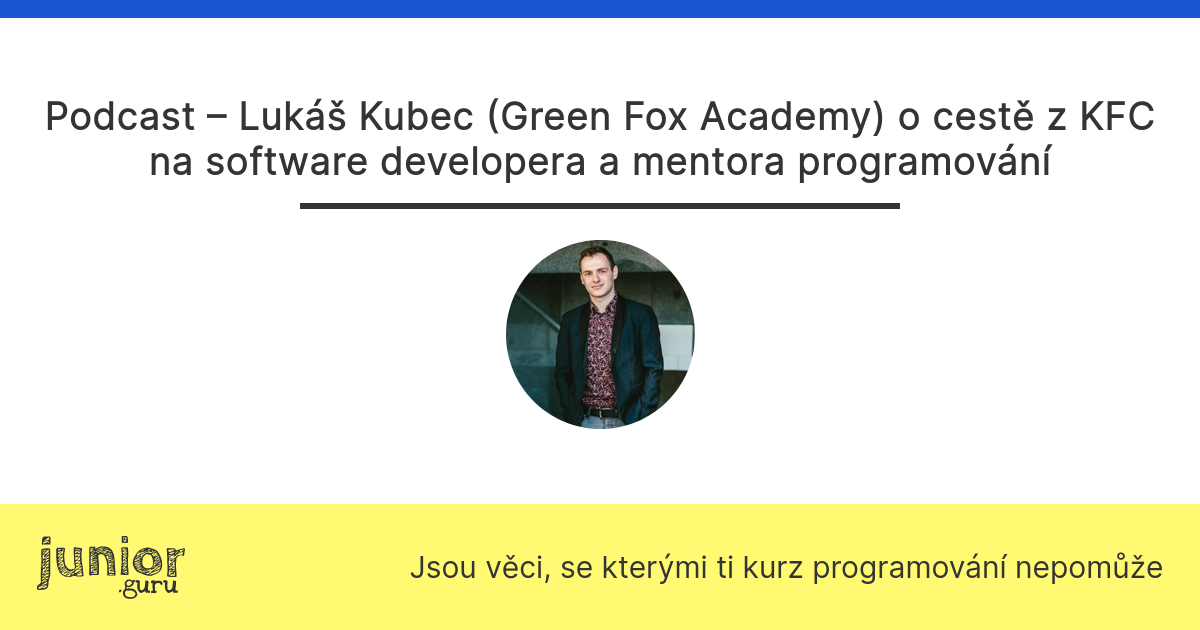 Podcast – Lukáš Kubec (Green Fox Academy) o cestě z KFC
na software developera a mentora programování
junior
.guru
Jsou věci, se kterými ti kurz programování nepomůže